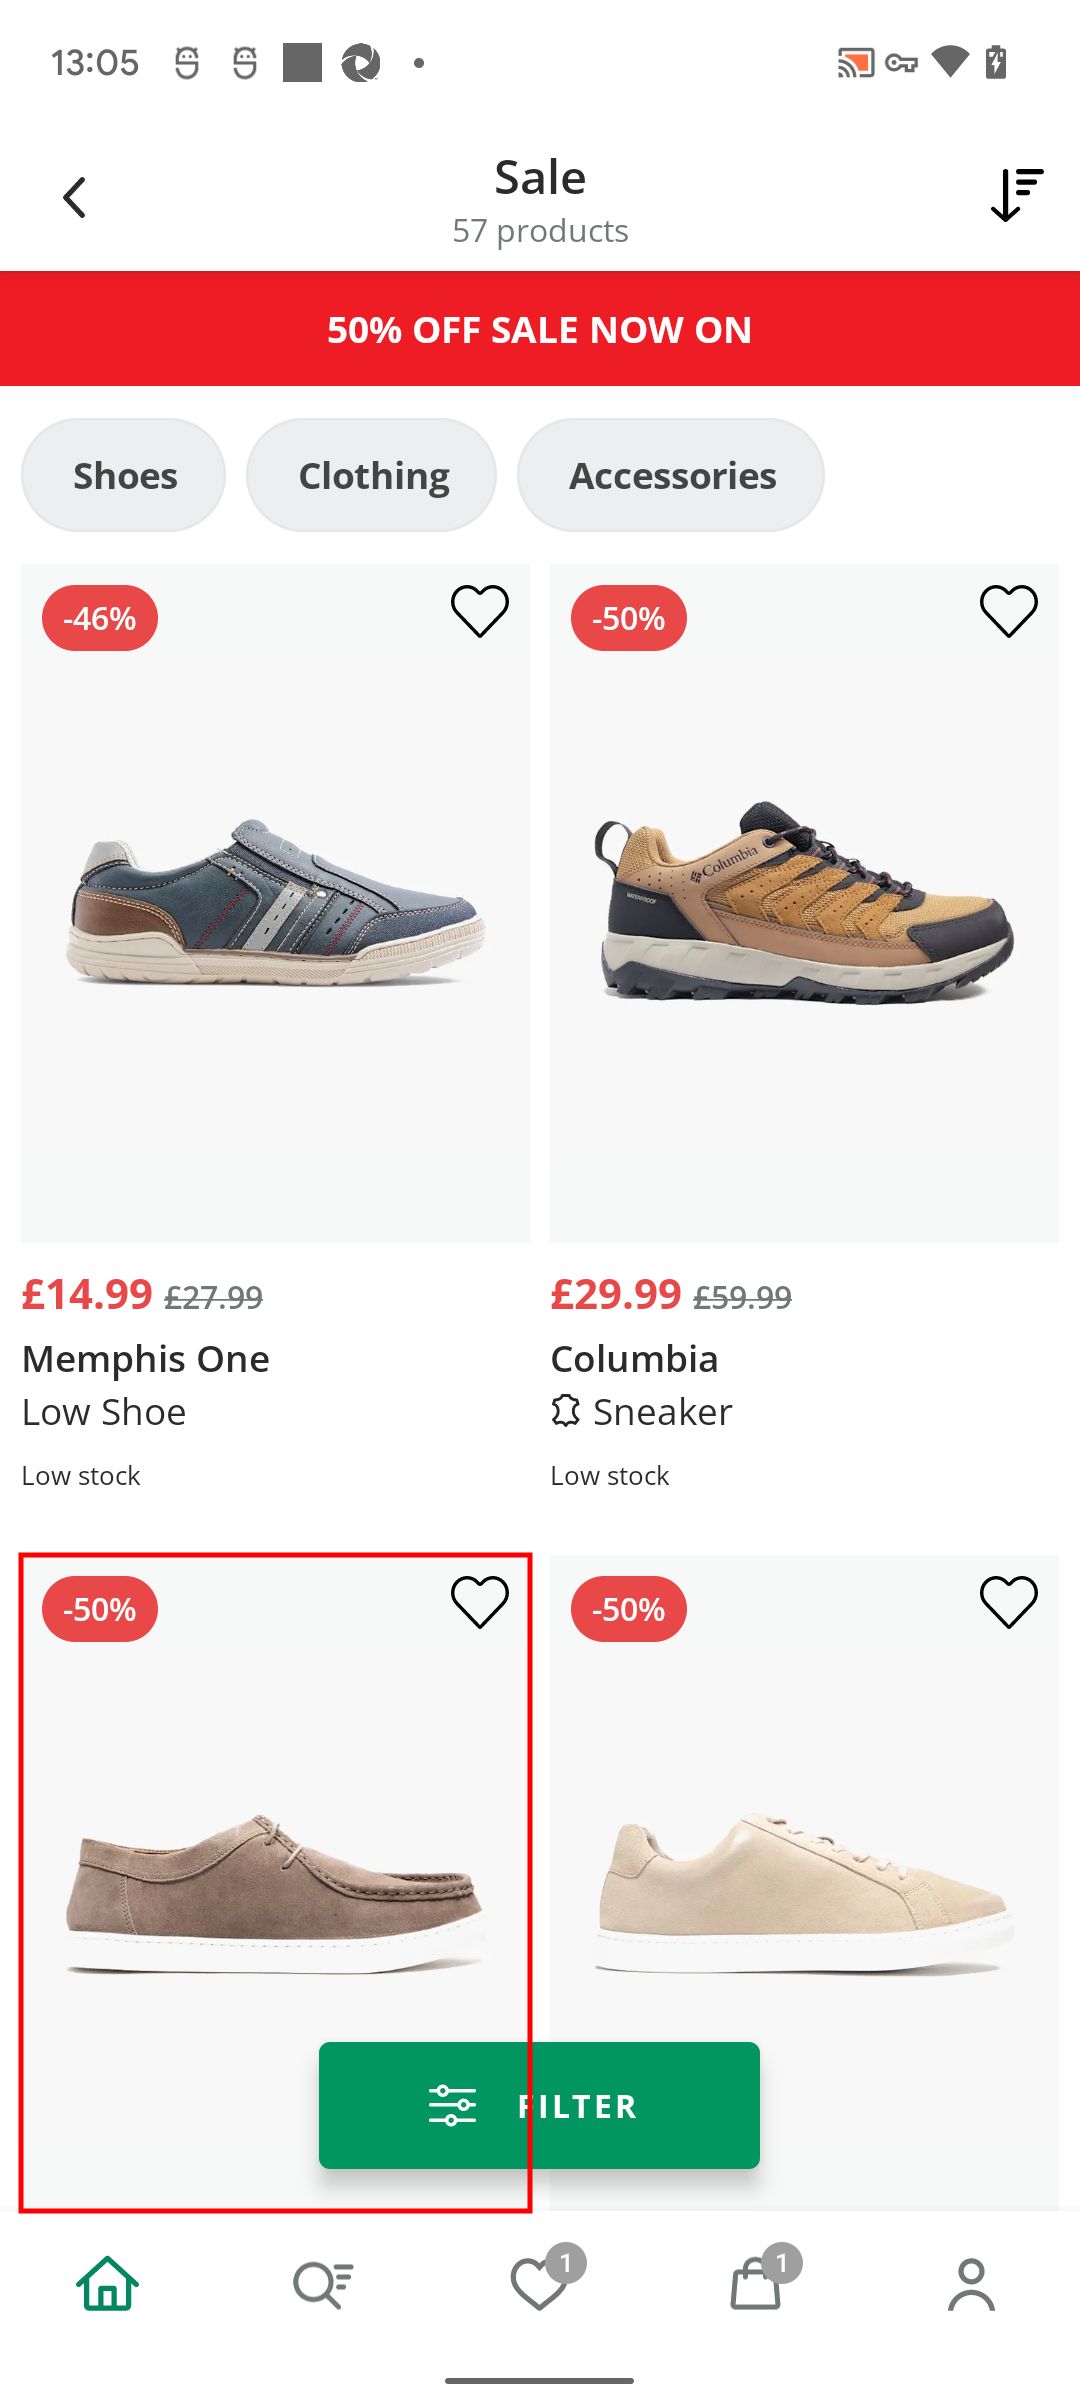 13:05
Sale
57 products
50% OFF SALE NOW ON
Shoes
Clothing
Accessories
-46%
-50%
Columbia
WATERPROOF
£14.99 £27.99
£29.99 £59.99
Memphis One
Columbia
Low Shoe
Sneaker
Low stock
Low stock
-50%
-50%
FILTER
1
1